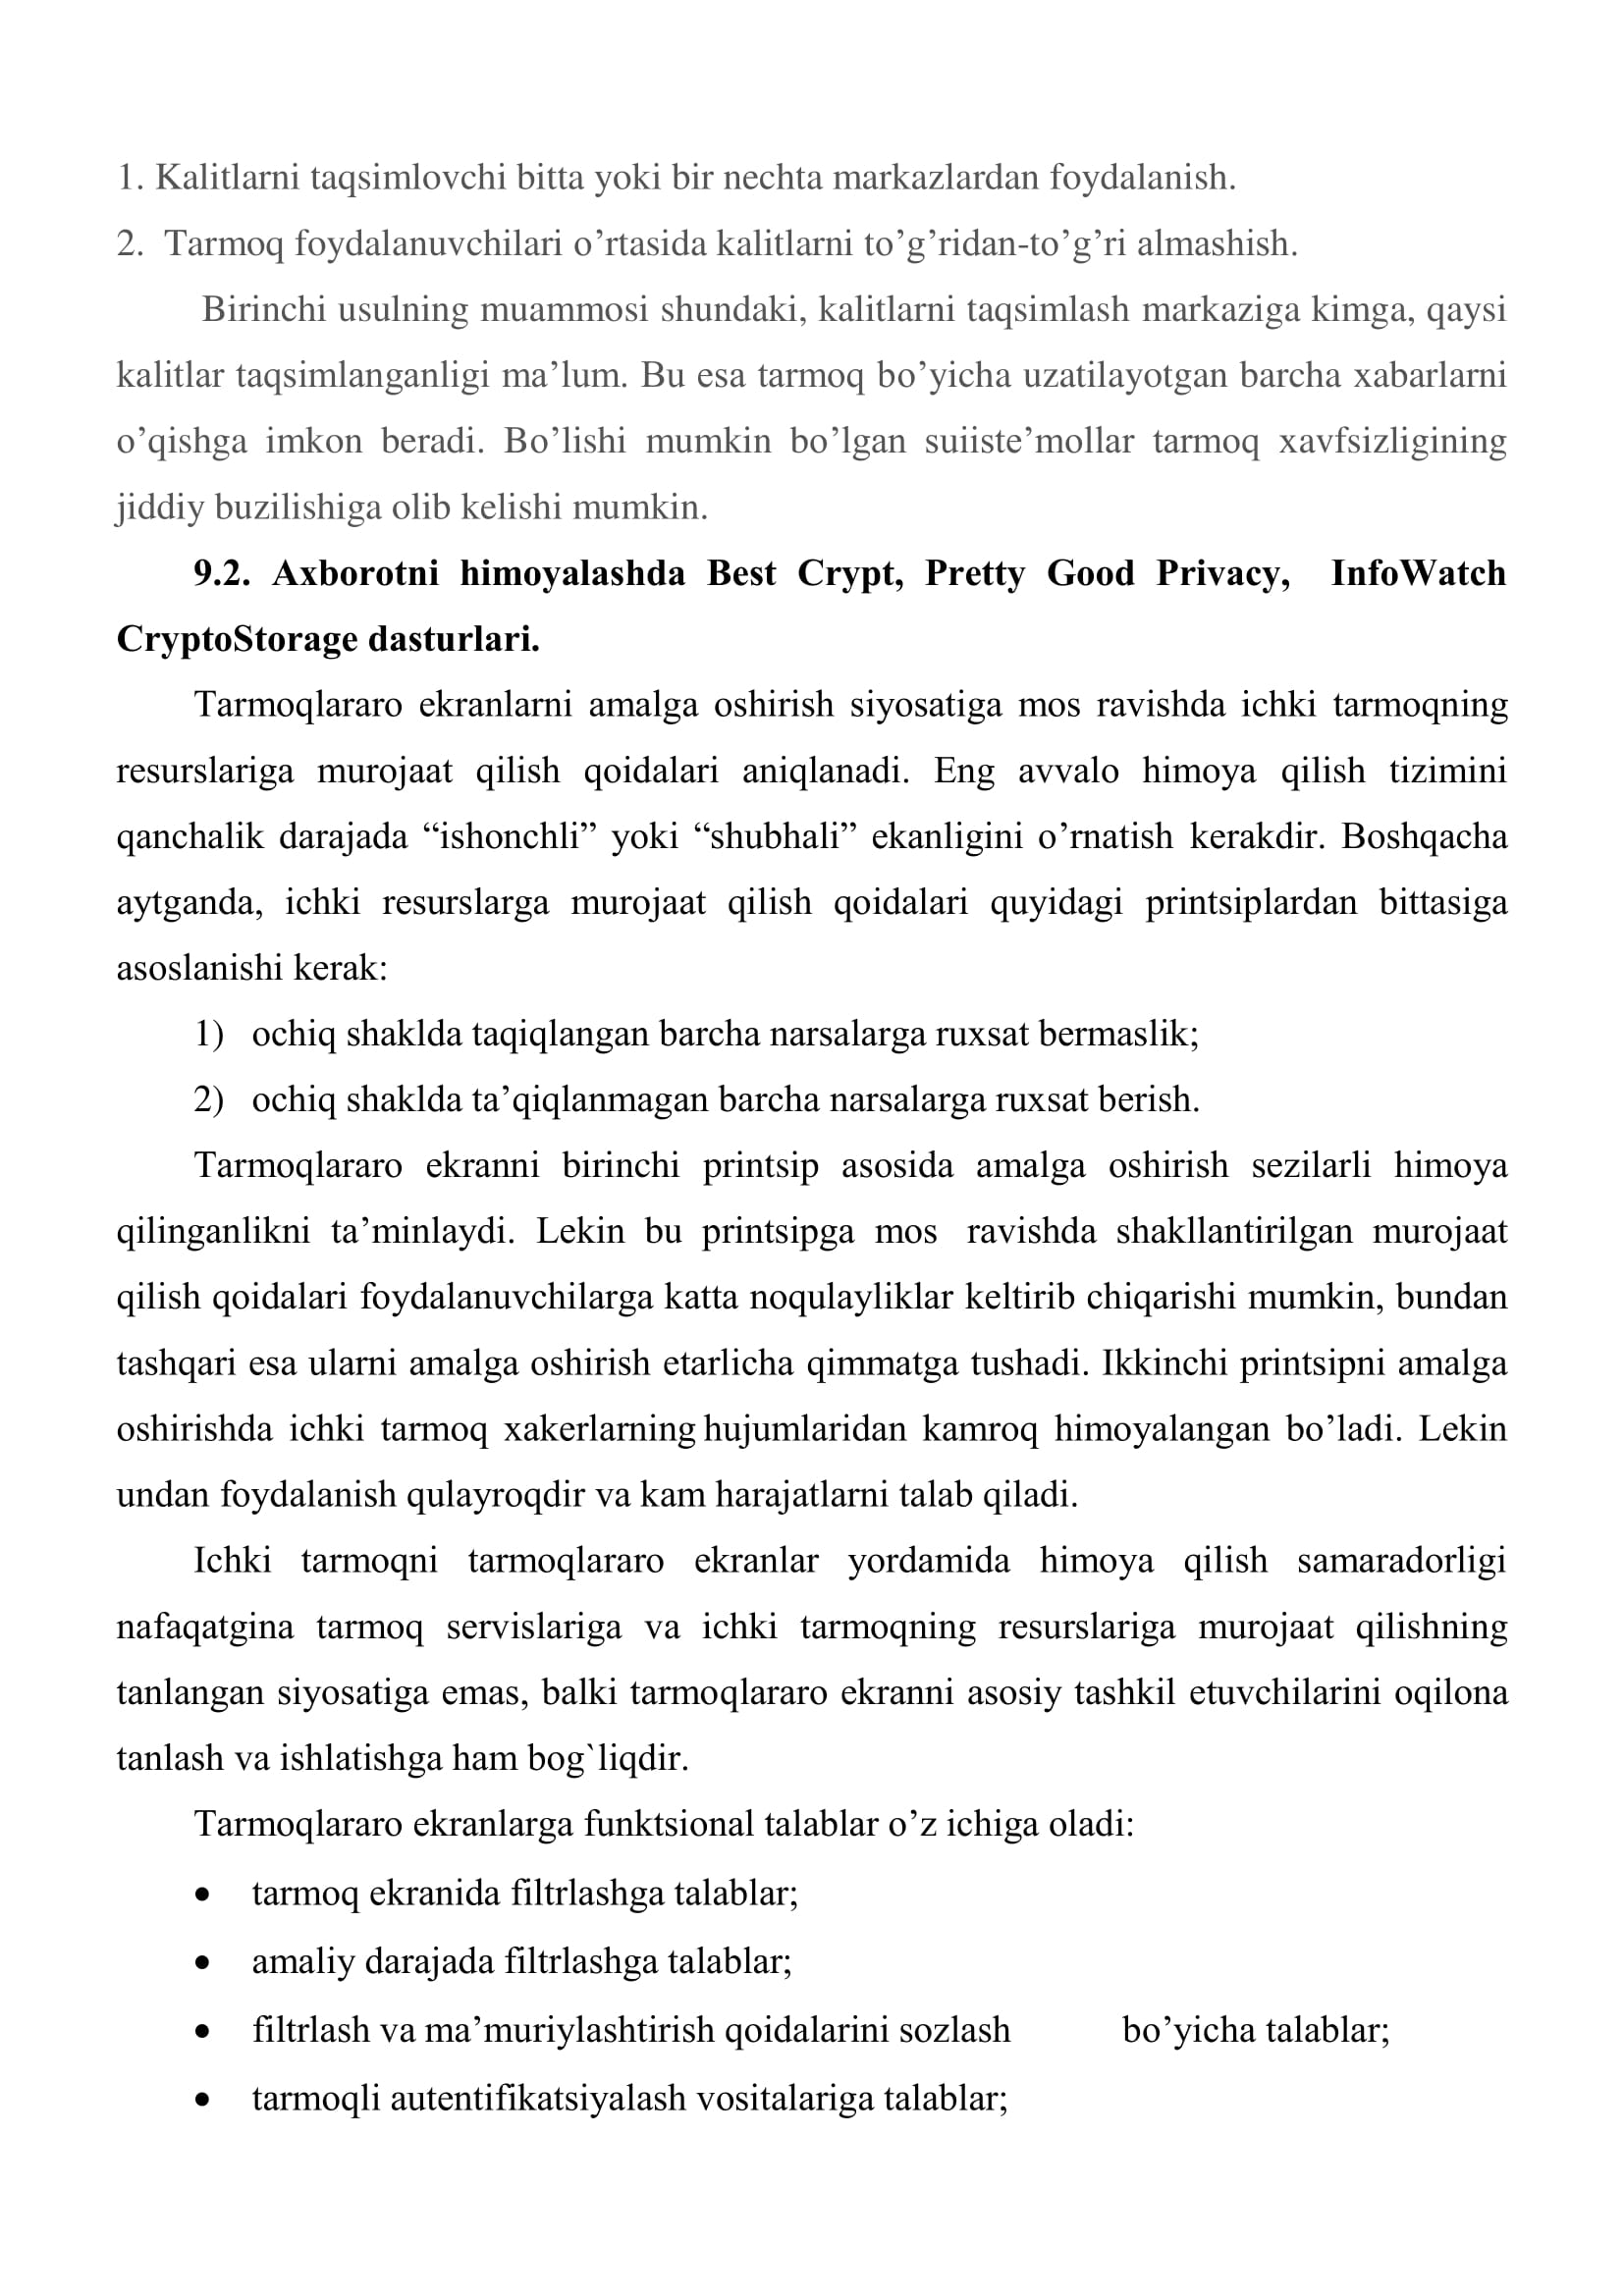 1. Kalitlarni taqsimlovchi bitta yoki bir nechta markazlardan foydalanish.
2. Tarmoq foydalanuvchilari o’rtasida kalitlarni to’g’ridan-to’g’ri almashish.
Birinchi usulning muammosi shundaki, kalitlarni taqsimlash markaziga kimga, qaysi
kalitlar taqsimlanganligi ma’lum. Bu esa tarmoq bo’yicha uzatilayotgan barcha xabarlarni
o’qishga imkon beradi. Bo’lishi mumkin bo’lgan suiiste’mollar tarmoq xavfsizligining
jiddiy buzilishiga olib kelishi mumkin.
9.2. Axborotni himoyalashda Best Crypt, Pretty Good Privacy, InfoWatch
CryptoStorage dasturlari.
Tarmoqlararo ekranlarni amalga oshirish siyosatiga mos ravishda ichki tarmoqning
resurslariga murojaat qilish qoidalari aniqlanadi. Eng avvalo himoya qilish tizimini
qanchalik darajada “ishonchli” yoki “shubhali” ekanligini o’rnatish kerakdir. Boshqacha
aytganda, ichki resurslarga murojaat qilish qoidalari quyidagi printsiplardan bittasiga
asoslanishi kerak:
1) ochiq shaklda taqiqlangan barcha narsalarga ruxsat bermaslik;
2) ochiq shaklda ta’qiqlanmagan barcha narsalarga ruxsat berish.
Tarmoqlararo ekranni birinchi printsip asosida amalga oshirish sezilarli himoya
qilinganlikni ta’minlaydi. Lekin bu printsipga mos ravishda shakllantirilgan murojaat
qilish qoidalari foydalanuvchilarga katta noqulayliklar keltirib chiqarishi mumkin, bundan
tashqari esa ularni amalga oshirish etarlicha qimmatga tushadi. Ikkinchi printsipni amalga
oshirishda ichki tarmoq xakerlarning hujumlaridan kamroq himoyalangan bo’ladi. Lekin
undan foydalanish qulayroqdir va kam harajatlarni talab qiladi.
Ichki tarmoqni tarmoqlararo ekranlar yordamida himoya qilish samaradorligi
nafaqatgina tarmoq servislariga va ichki tarmoqning resurslariga murojaat qilishning
tanlangan siyosatiga emas, balki tarmoqlararo ekranni asosiy tashkil etuvchilarini oqilona
tanlash va ishlatishga ham bog`liqdir.
Tarmoqlararo ekranlarga funktsional talablar o’z ichiga oladi:
• tarmoq ekranida filtrlashga talablar;
• amaliy darajada filtrlashga talablar;
• filtrlash va ma’muriylashtirish qoidalarini sozlash bo’yicha talablar;
• tarmoqli autentifikatsiyalash vositalariga talablar;